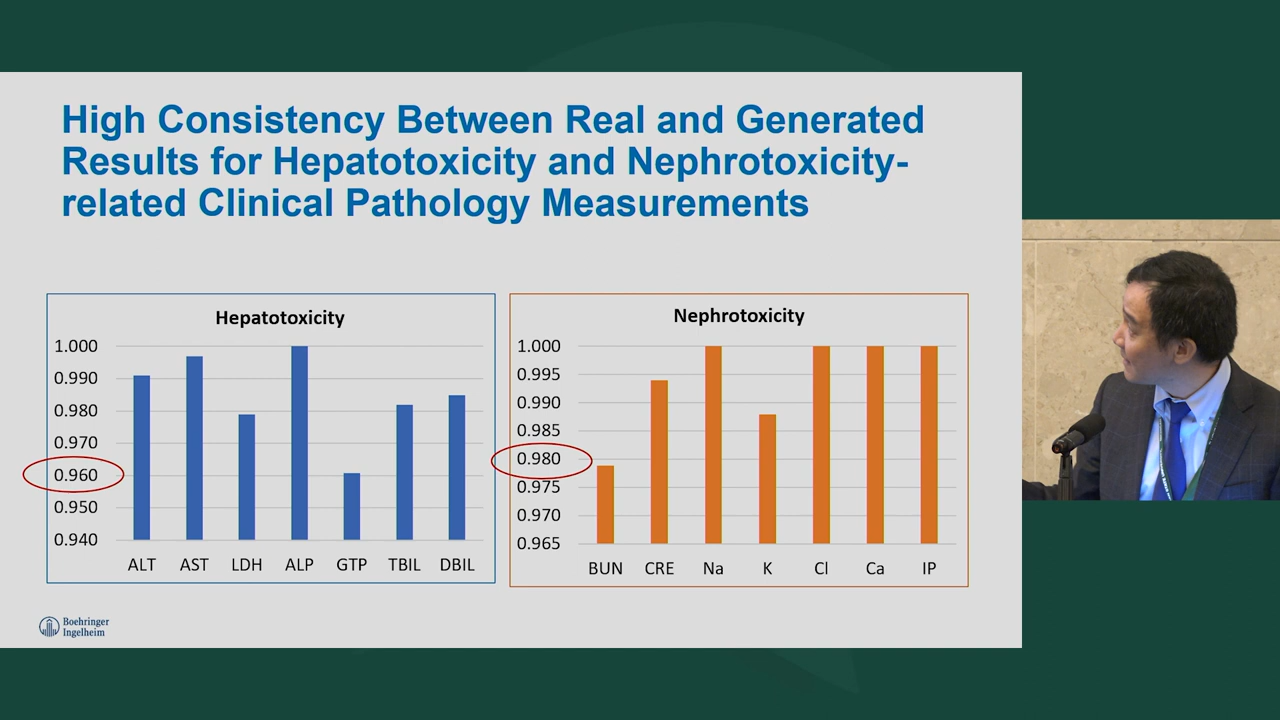 High Consistency Between Real and Generated
Results for Hepatotoxicity and Nephrotoxicity-
related Clinical Pathology Measurements
Hepatotoxicity
1.000
0.990
0.980
0.970
0.960
0.950
0.940
ALT AST LDH ALP GTP TBIL DBIL
Nephrotoxicity
1.000
0.995
0.990
0.985
0.980
0.975
0.970
0.965
BUN CRE Na K Cl Ca IP
Boehringer
Ingelheim